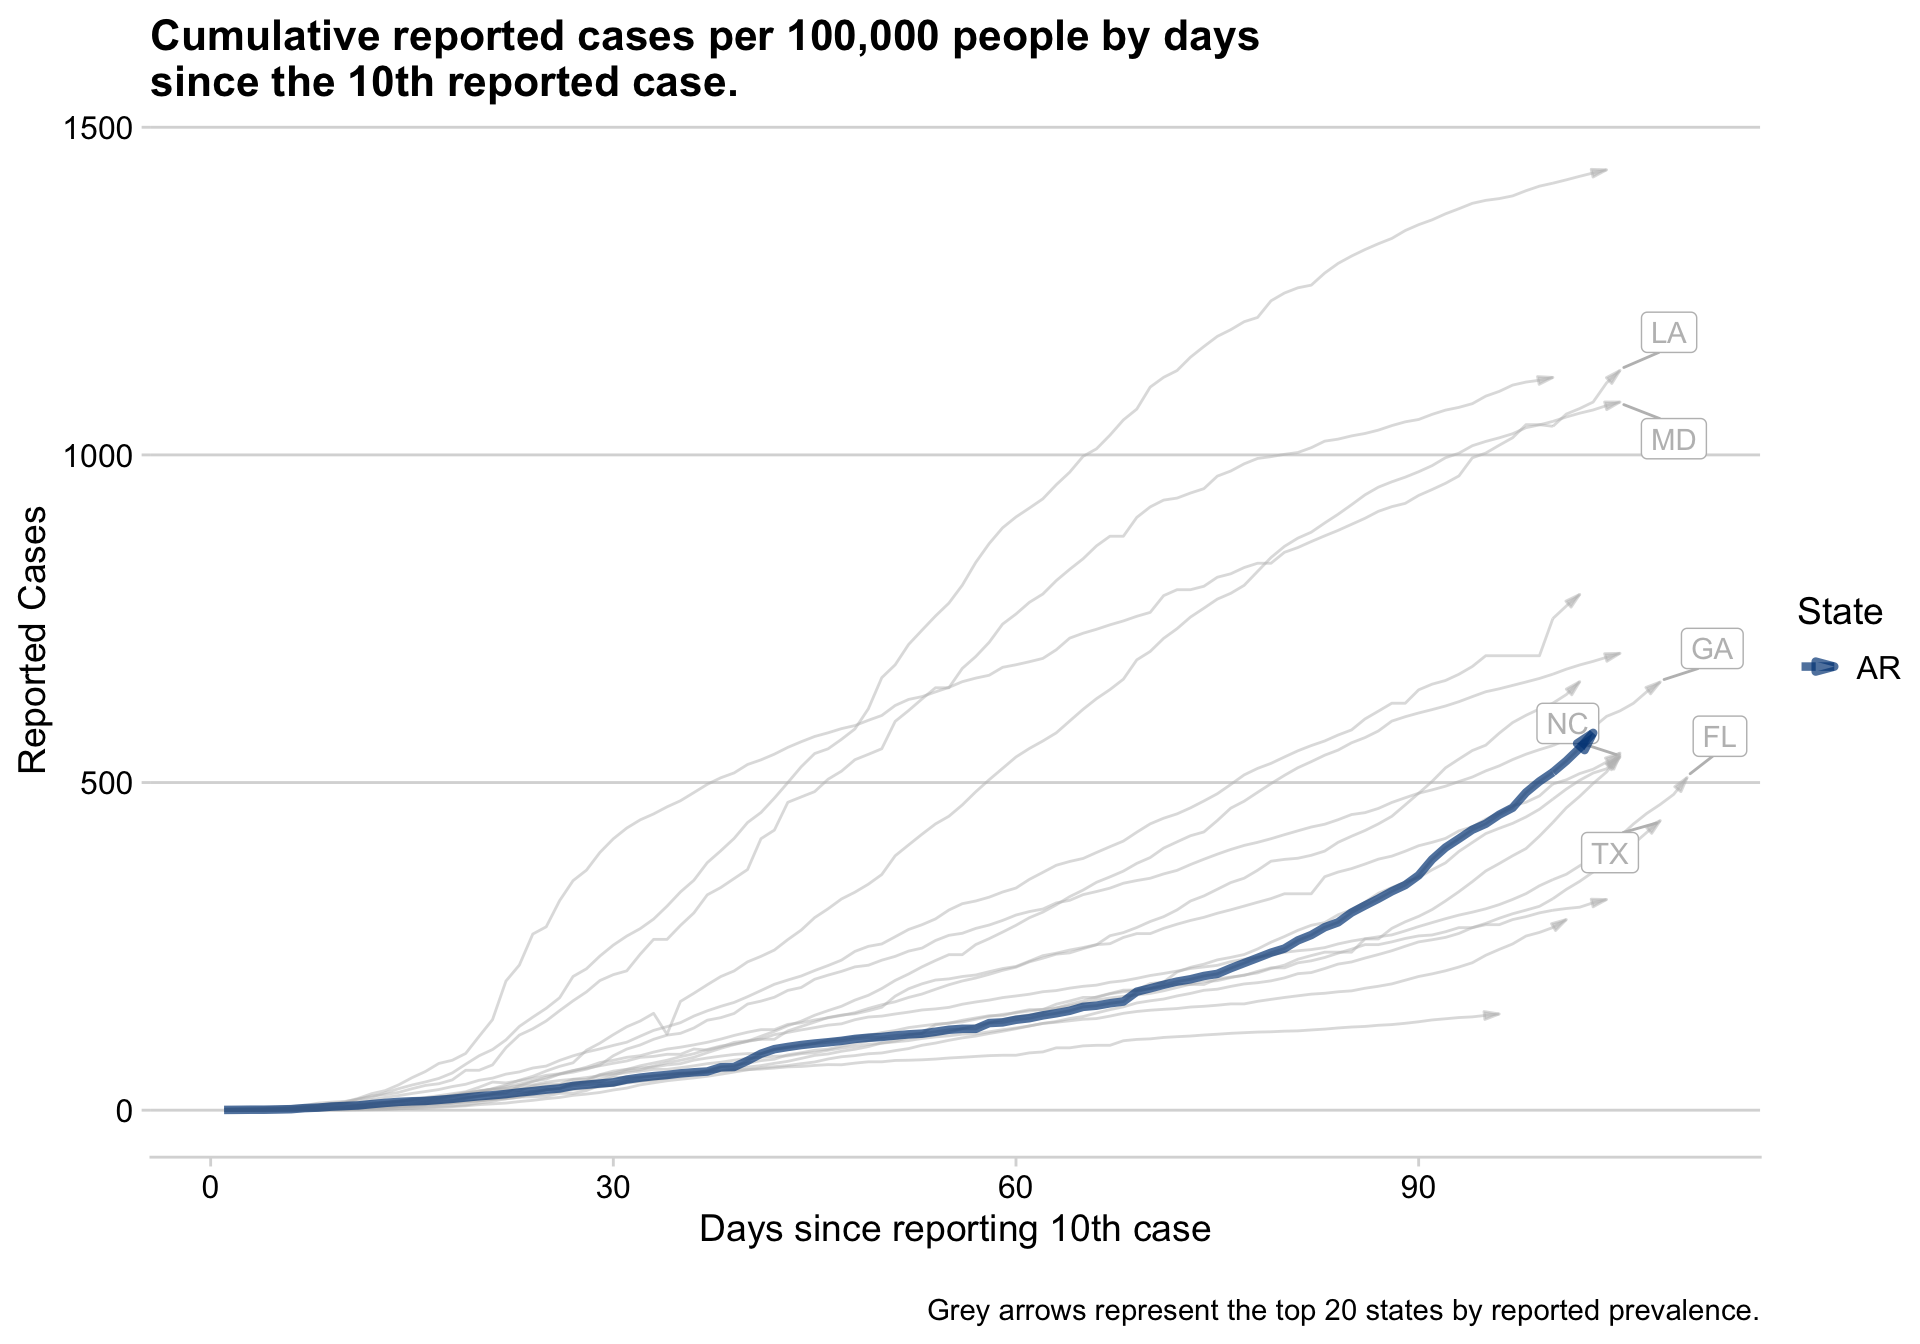 Cumulative reported cases per 100,000 people by days
since the 10th reported case.
1500
1000
500
0
Reported Cases
LA
MD
GA
NC
FL
TX
State
AR
0 30 60 90
Days since reporting 10th case
Grey arrows represent the top 20 states by reported prevalence.